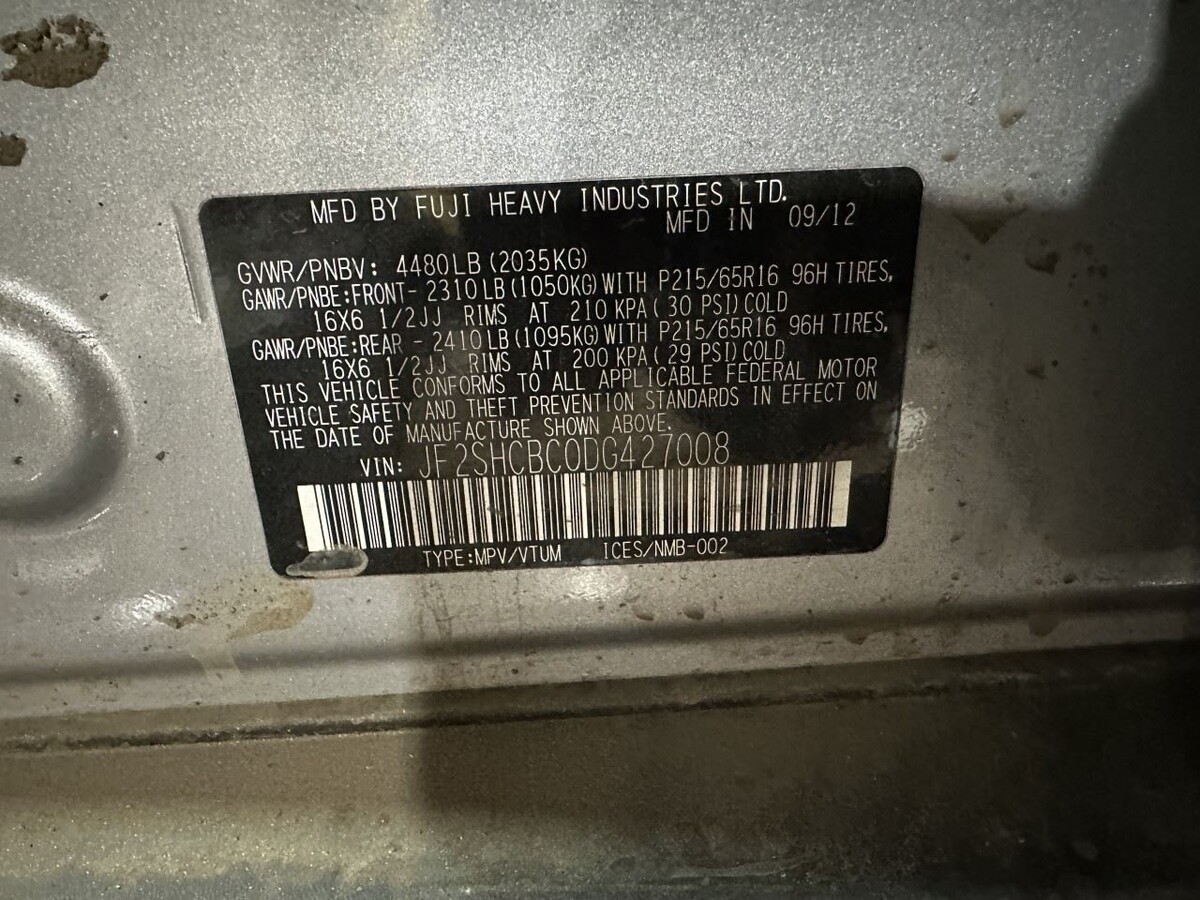 MFD BY FUJI HEAVY INDUSTRIES LTD.
MFD IN 09/12
GVWR/PNBV: 4480LB(2035KG)
GAWR/PNBE:FRONT- 2310LB(1050KG)WITH P215/65R16 96H TIRES,
16X6 1/2JJ RIMS AT 210 KPA(30 PSI)COLD
GAWR/PNBE:REAR - 2410LB(1095KG)WITH P215/65R16 96H TIRES,
16X6 1/2JJ RIMS AT 200 KPA(29 PSI)COLD
THIS VEHICLE CONFORMS TO ALL APPLICABLE FEDERAL MOTOR
VEHICLE SAFETY AND THEFT PREVENTION STANDARDS IN EFFECT ON
THE DATE OF MANUFACTURE SHOWN ABOVE.
VIN: JF2SHCBC0DG427008
TYPE:MPV/VTUM ICES/NMB-002